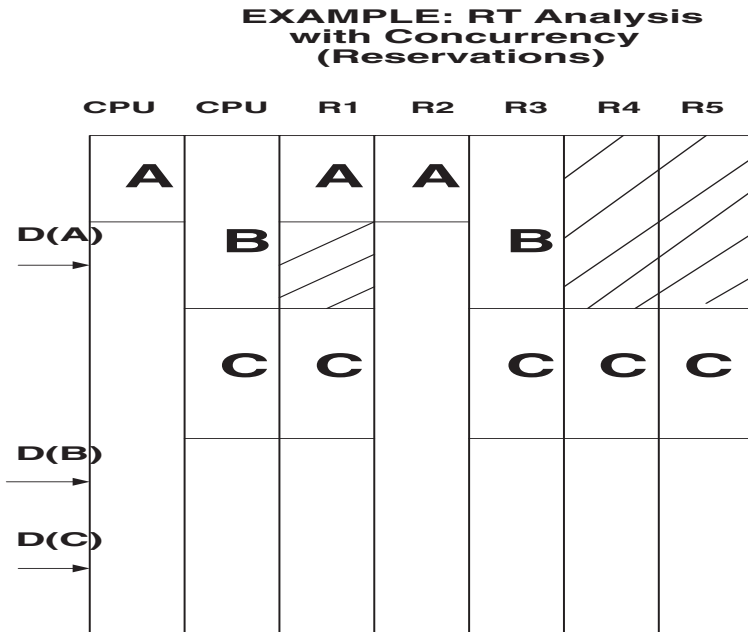 EXAMPLE: RT Analysis
with Concurrency
(Reservations)
CPU CPU R1 R2 R3 R4 R5
A A A
D(A) B B
C C C C C
D(B)
D(C)